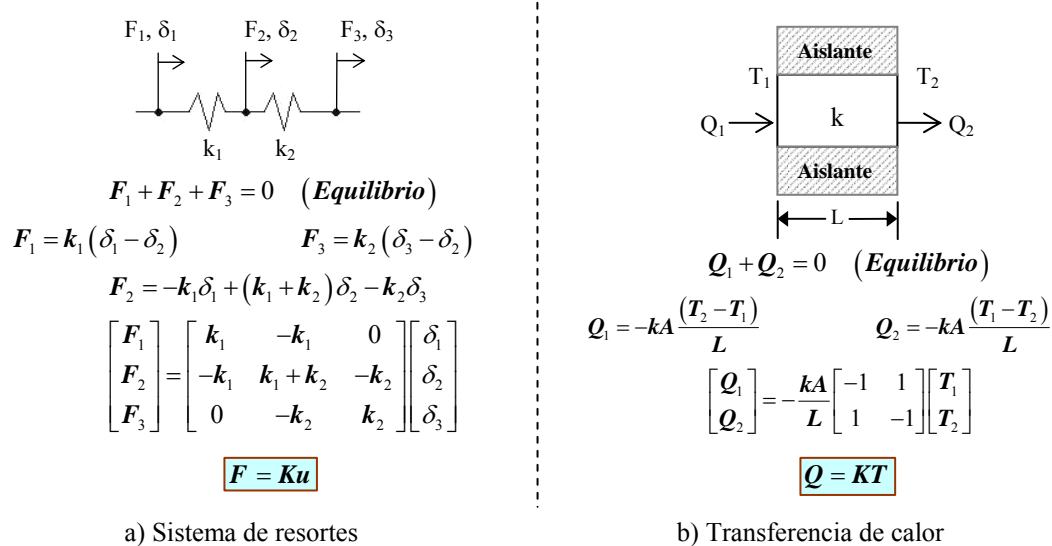 F₁, δ₁ F₂, δ₂ F₃, δ₃
k₁ k₂
F₁ + F₂ + F₃ = 0 (Equilibrio)
F₁ = k₁(δ₁ − δ₂) F₃ = k₂(δ₃ − δ₂)
F₂ = −k₁δ₁ + (k₁ + k₂)δ₂ − k₂δ₃
[F₁] = [k₁ −k₁ 0][δ₁]
[F₂] = [−k₁ k₁ + k₂ −k₂][δ₂]
[F₃] = [0 −k₂ k₂][δ₃]
F = Ku
a) Sistema de resortes
Aislante
T₁ T₂
Q₁ k Q₂
Aislante
L
Q₁ + Q₂ = 0 (Equilibrio)
Q₁ = −kA (T₂ − T₁)/L Q₂ = −kA (T₁ − T₂)/L
[Q₁] = −kA/L [−1 1][T₁]
[Q₂] = [1 −1][T₂]
Q = KT
b) Transferencia de calor